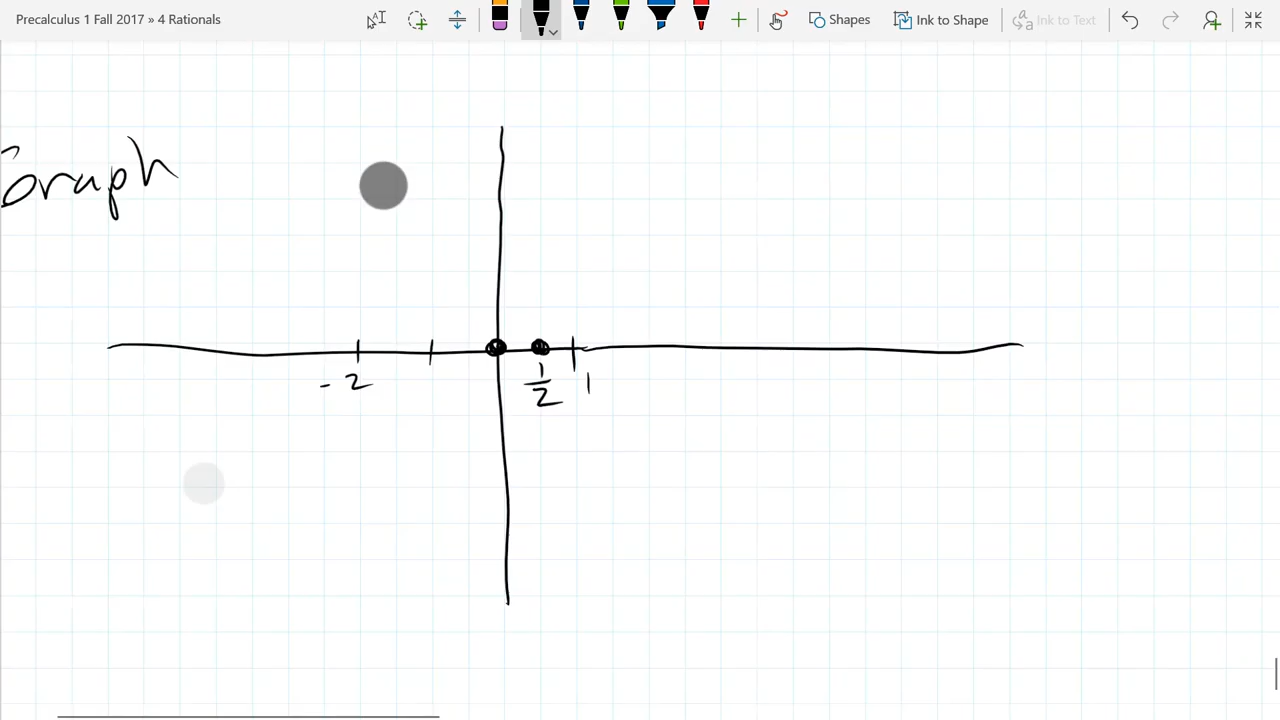 Precalculus 1 Fall 2017 » 4 Rationals
Shapes
Ink to Shape
Ink to Text
Graph
- 2
1/2
1